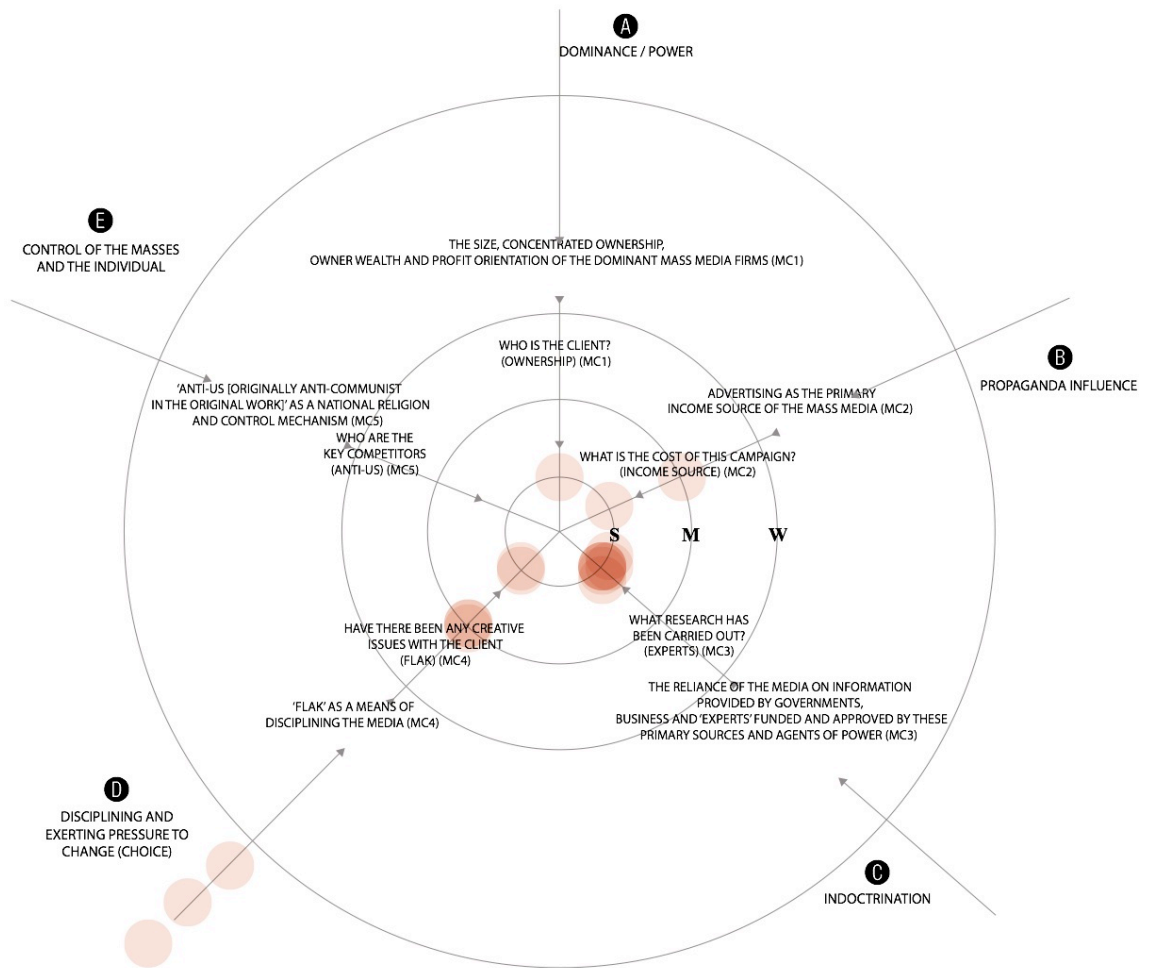 A
DOMINANCE / POWER
E
CONTROL OF THE MASSES
AND THE INDIVIDUAL
THE SIZE, CONCENTRATED OWNERSHIP,
OWNER WEALTH AND PROFIT ORIENTATION OF THE DOMINANT MASS MEDIA FIRMS (MC1)
WHO IS THE CLIENT?
(OWNERSHIP) (MC1)
B
PROPAGANDA INFLUENCE
'ANTI-US [ORIGINALLY ANTI-COMMUNIST
IN THE ORIGINAL WORK]' AS A NATIONAL RELIGION
AND CONTROL MECHANISM (MC5)
ADVERTISING AS THE PRIMARY
INCOME SOURCE OF THE MASS MEDIA (MC2)
WHO ARE THE
KEY COMPETITORS
(ANTI-US) (MC5)
WHAT IS THE COST OF THIS CAMPAIGN?
(INCOME SOURCE) (MC2)
S
M
W
HAVE THERE BEEN ANY CREATIVE
ISSUES WITH THE CLIENT
(FLAK) (MC4)
WHAT RESEARCH HAS
BEEN CARRIED OUT?
(EXPERTS) (MC3)
'FLAK' AS A MEANS OF
DISCIPLINING THE MEDIA (MC4)
THE RELIANCE OF THE MEDIA ON INFORMATION
PROVIDED BY GOVERNMENTS,
BUSINESS AND 'EXPERTS' FUNDED AND APPROVED BY THESE
PRIMARY SOURCES AND AGENTS OF POWER (MC3)
D
DISCIPLINING AND
EXERTING PRESSURE TO
CHANGE (CHOICE)
C
INDOCTRINATION